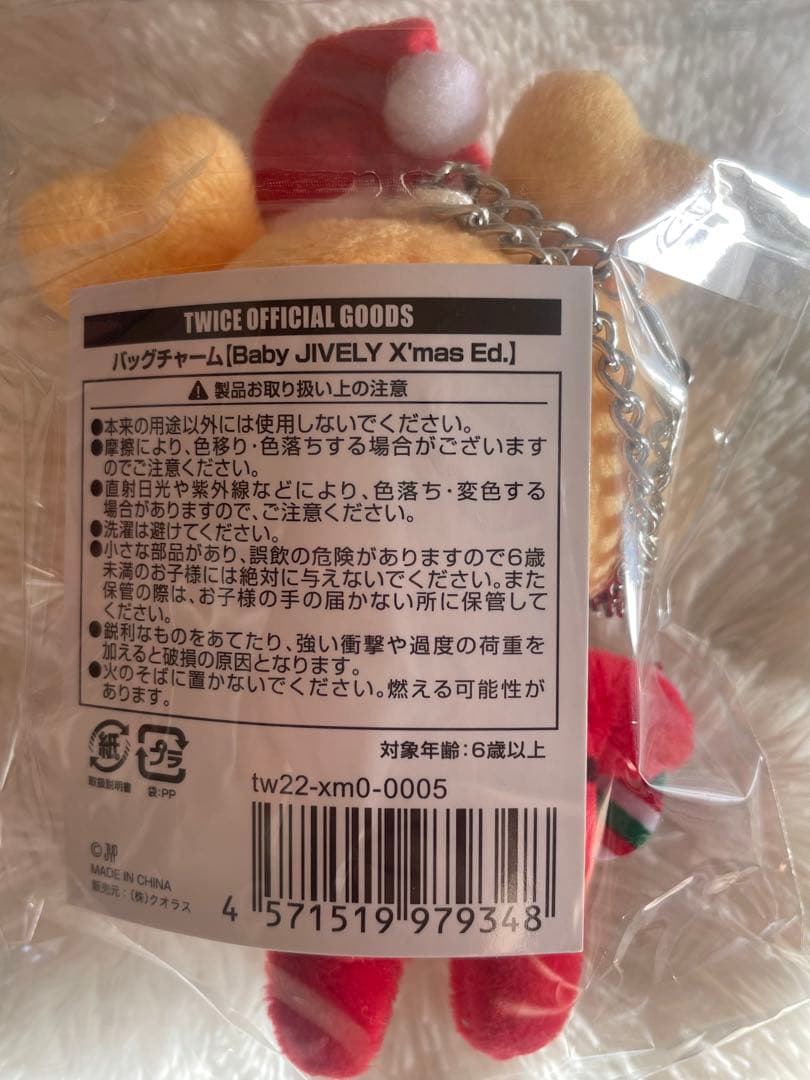 TWICE OFFICIAL GOODS
バッグチャーム【Baby JIVELY X'mas Ed.】
⚠製品お取り扱い上の注意
●本来の用途以外には使用しないでください。
●摩擦により、色移り・色落ちする場合がございます
のでご注意ください。
●直射日光や紫外線などにより、色落ち・変色する
場合がありますので、ご注意ください。
●洗濯は避けてください。
●小さな部品があり、誤飲の危険がありますので6歳
未満のお子様には絶対に与えないでください。また
保管の際は、お子様の手の届かない所に保管して
ください。
●鋭利なものをあてたり、強い衝撃や過度の荷重を
加えると破損の原因となります。
●火のそばに置かないでください。燃える可能性が
あります。
紙
取扱説明書
プラ
袋:PP
対象年齢:6歳以上
tw22-xm0-0005
©JYP
MADE IN CHINA
販売元:(株)クオラス
4 571519 979348